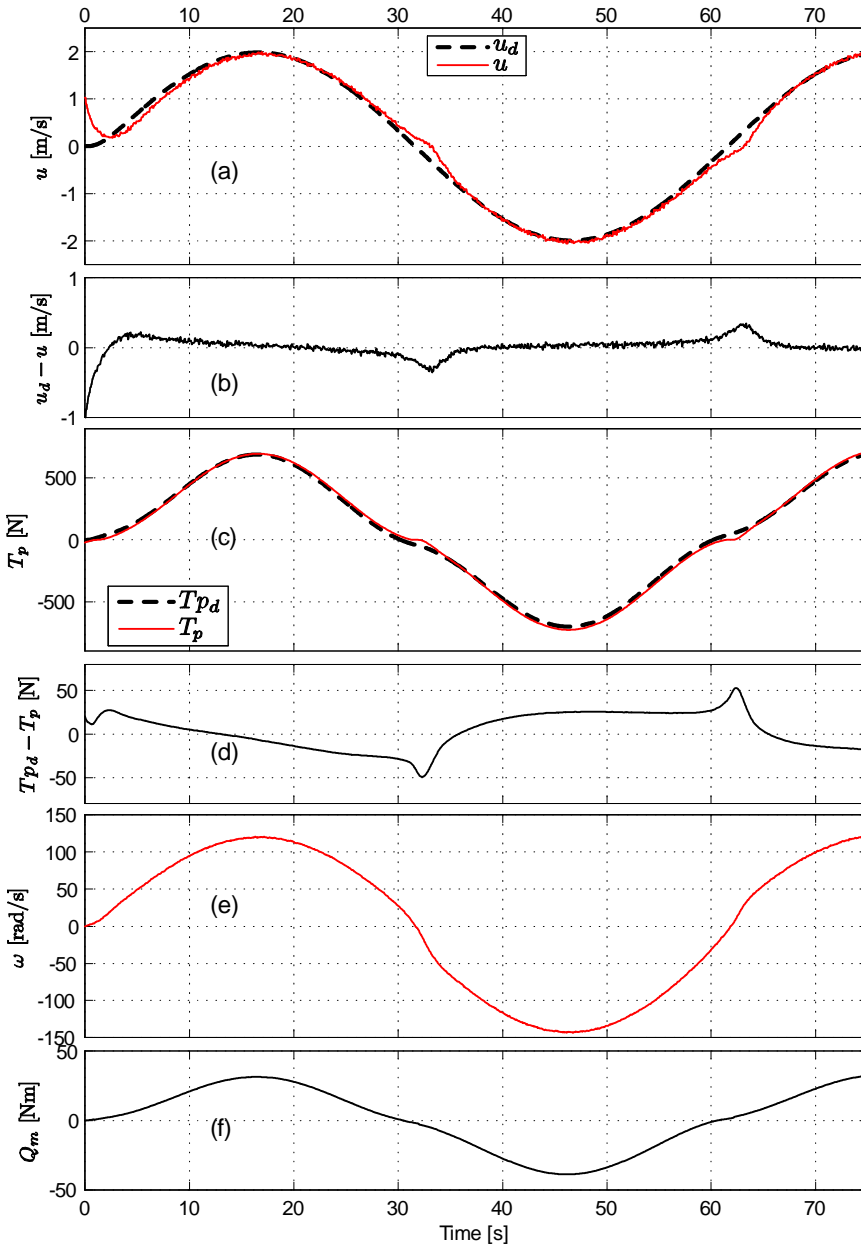 0 10 20 30 40 50 60 70
2
1
0
-1
-2
u [m/s]
u_d
u
(a)
1
0
-1
u_d − u [m/s]
(b)
500
0
-500
T_p [N]
(c)
Tp_d
T_p
50
0
-50
Tp_d − T_p [N]
(d)
150
100
50
0
-50
-100
-150
ω [rad/s]
(e)
50
0
-50
Q_m [Nm]
(f)
0 10 20 30 40 50 60 70
Time [s]